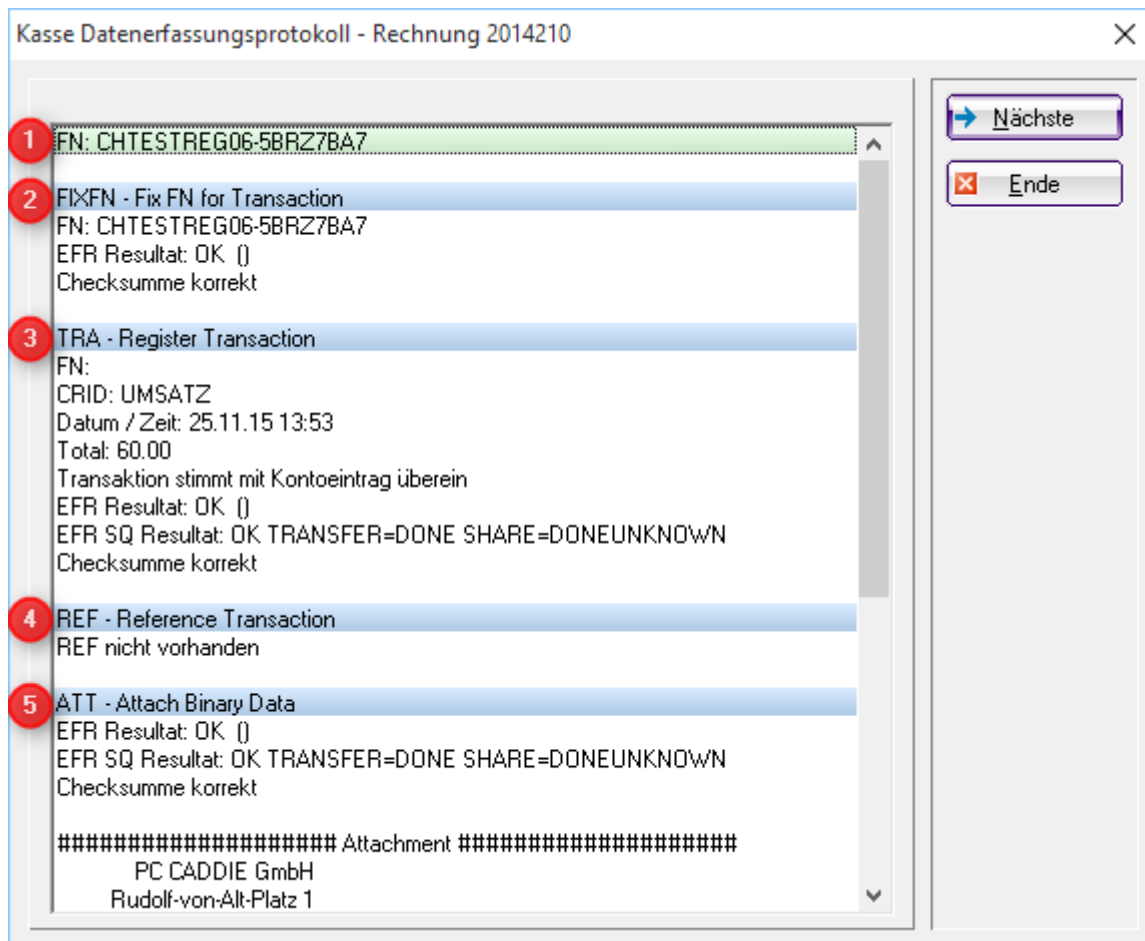 Kasse Datenerfassungsprotokoll - Rechnung 2014210
1 FN: CHTESTREG06-5BRZ7BA7
2 FIXFN - Fix FN for Transaction
FN: CHTESTREG06-5BRZ7BA7
EFR Resultat: OK ()
Checksumme korrekt
3 TRA - Register Transaction
FN:
CRID: UMSATZ
Datum / Zeit: 25.11.15 13:53
Total: 60.00
Transaktion stimmt mit Kontoeintrag überein
EFR Resultat: OK ()
EFR SQ Resultat: OK TRANSFER=DONE SHARE=DONEUNKNOWN
Checksumme korrekt
4 REF - Reference Transaction
REF nicht vorhanden
5 ATT - Attach Binary Data
EFR Resultat: OK ()
EFR SQ Resultat: OK TRANSFER=DONE SHARE=DONEUNKNOWN
Checksumme korrekt
#################### Attachment ####################
PC CADDIE GmbH
Rudolf-von-Alt-Platz 1
Nächste
Ende